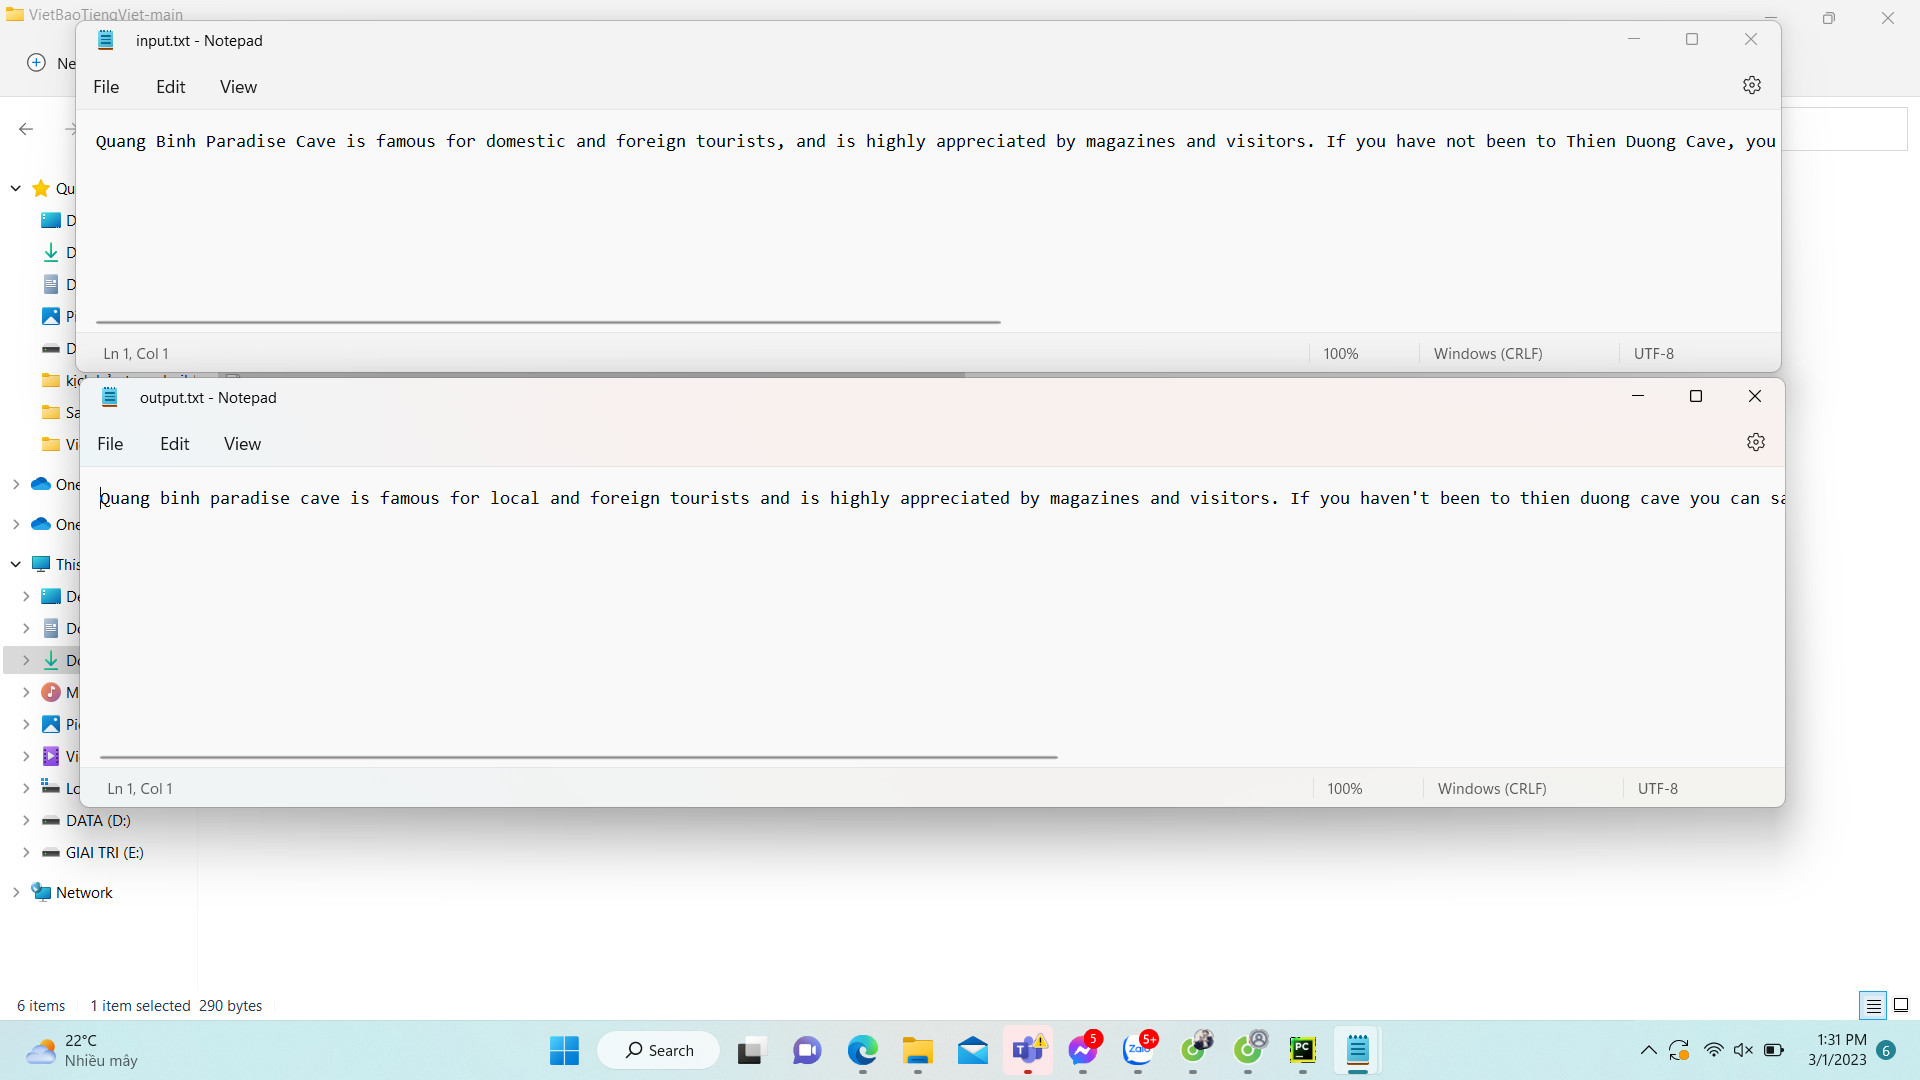 VietBaoTiengViet-main
input.txt - Notepad
Ne
File Edit View
Quang Binh Paradise Cave is famous for domestic and foreign tourists, and is highly appreciated by magazines and visitors. If you have not been to Thien Duong Cave, you
Qu
D
D
D
Pi
D
Ln 1, Col 1 100% Windows (CRLF) UTF-8
output.txt - Notepad
Sa
Vi
File Edit View
One
Quang binh paradise cave is famous for local and foreign tourists and is highly appreciated by magazines and visitors. If you haven't been to thien duong cave you can sa
One
This
De
Do
Do
M
Pic
Vi
Lo
Ln 1, Col 1 100% Windows (CRLF) UTF-8
DATA (D:)
GIAI TRI (E:)
Network
6 items 1 item selected 290 bytes
22°C
Nhiều mây
Search
5
Zalo
5+
PC
1:31 PM
3/1/2023
6